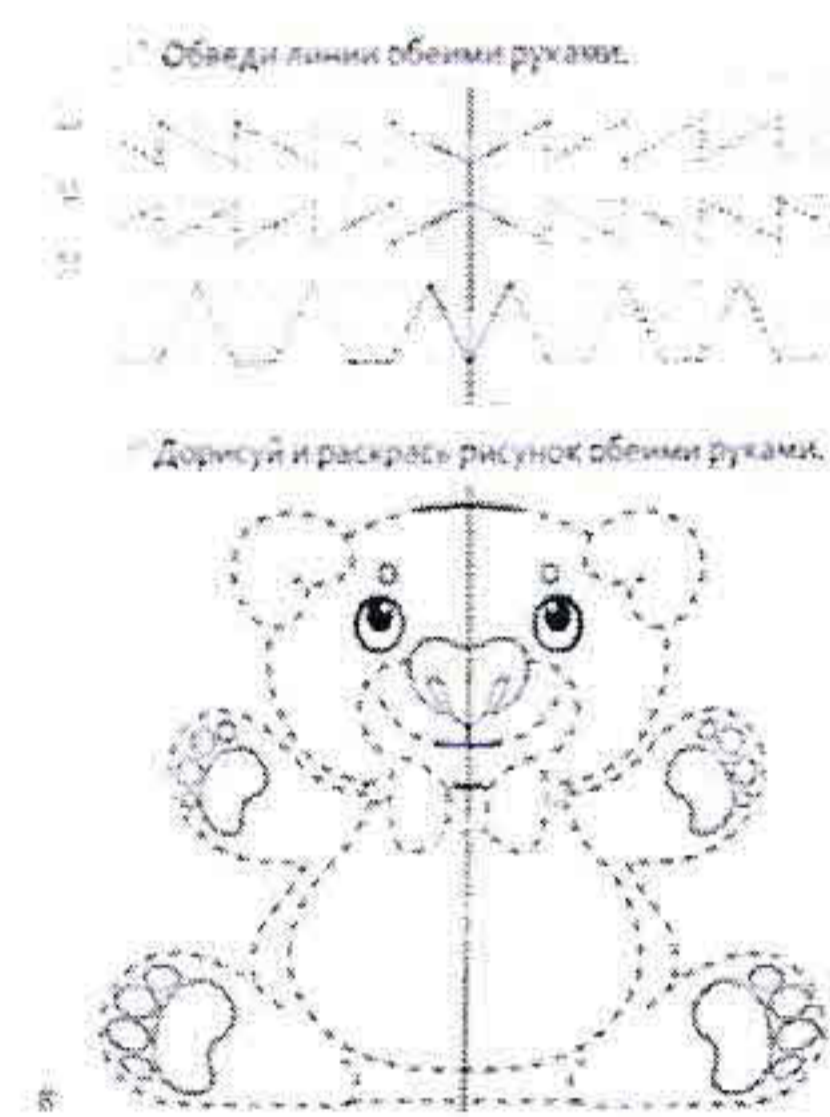 Обведи линии обеими руками.
Дорисуй и раскрась рисунок обеими руками.